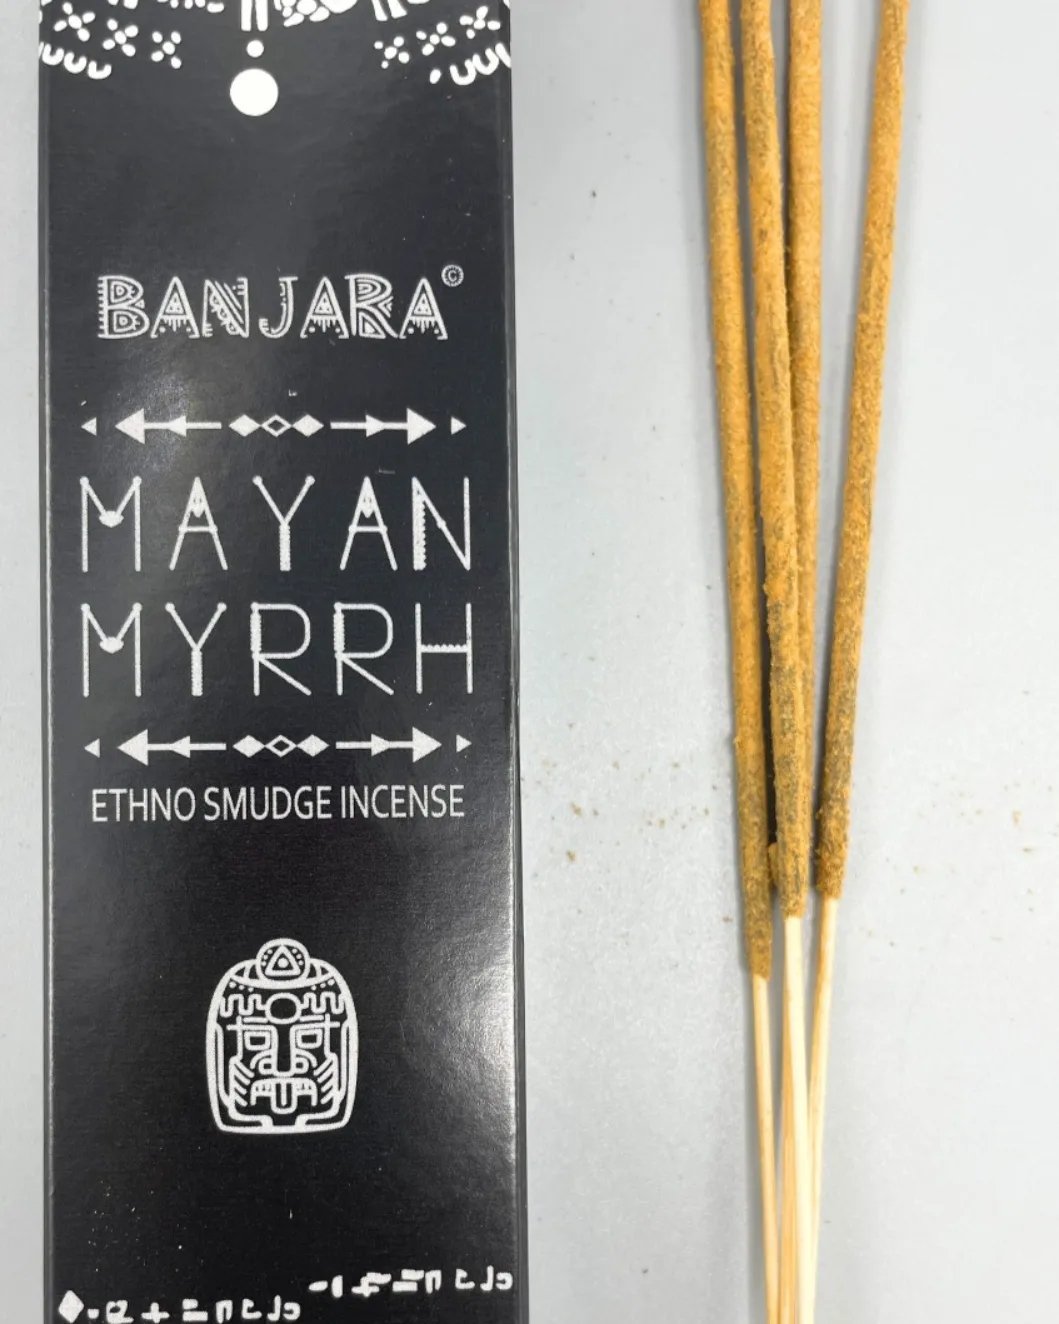 BANJARA©
MAYAN
MYRRH
ETHNO SMUDGE INCENSE